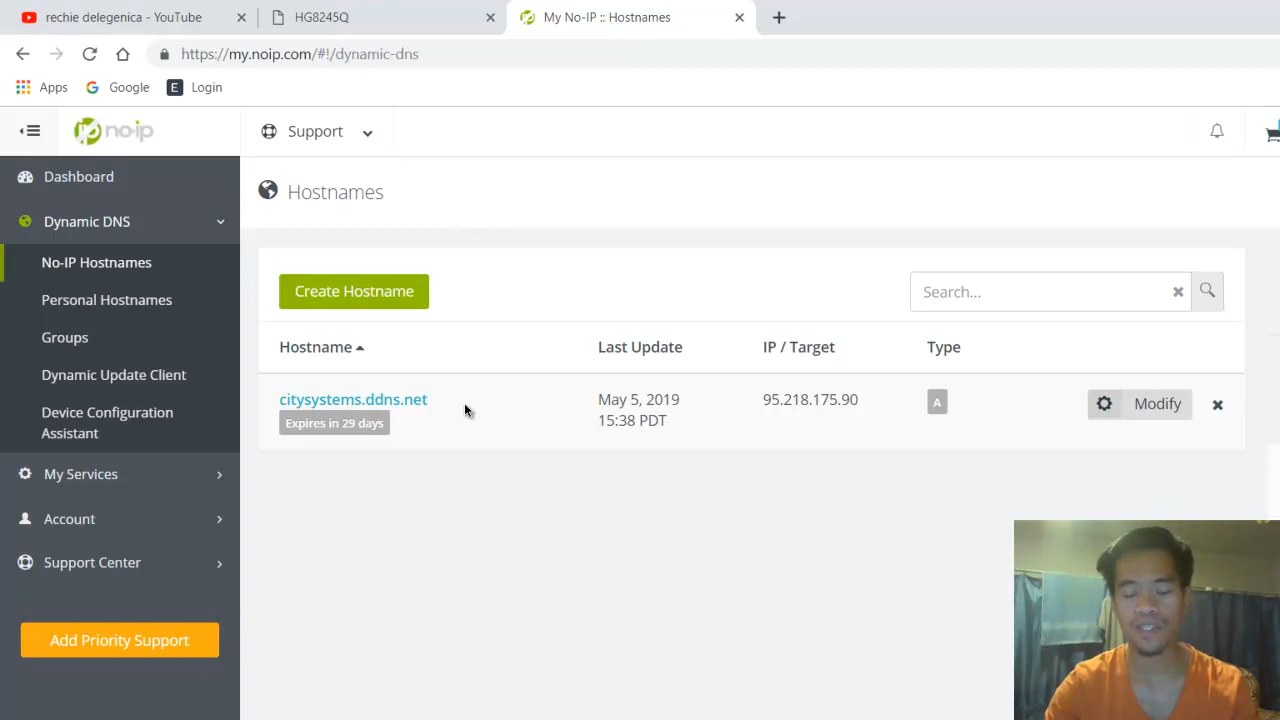 rechie delegenica - YouTube
HG8245Q
My No-IP :: Hostnames
https://my.noip.com/#!/dynamic-dns
Apps
Google
E
Login
no-ip
Support
Dashboard
Hostnames
Dynamic DNS
No-IP Hostnames
Create Hostname
Search...
Personal Hostnames
Groups
Hostname
Last Update
IP / Target
Type
Dynamic Update Client
citysystems.ddns.net
May 5, 2019
15:38 PDT
95.218.175.90
A
Modify
Expires in 29 days
Device Configuration
Assistant
My Services
Account
Support Center
Add Priority Support